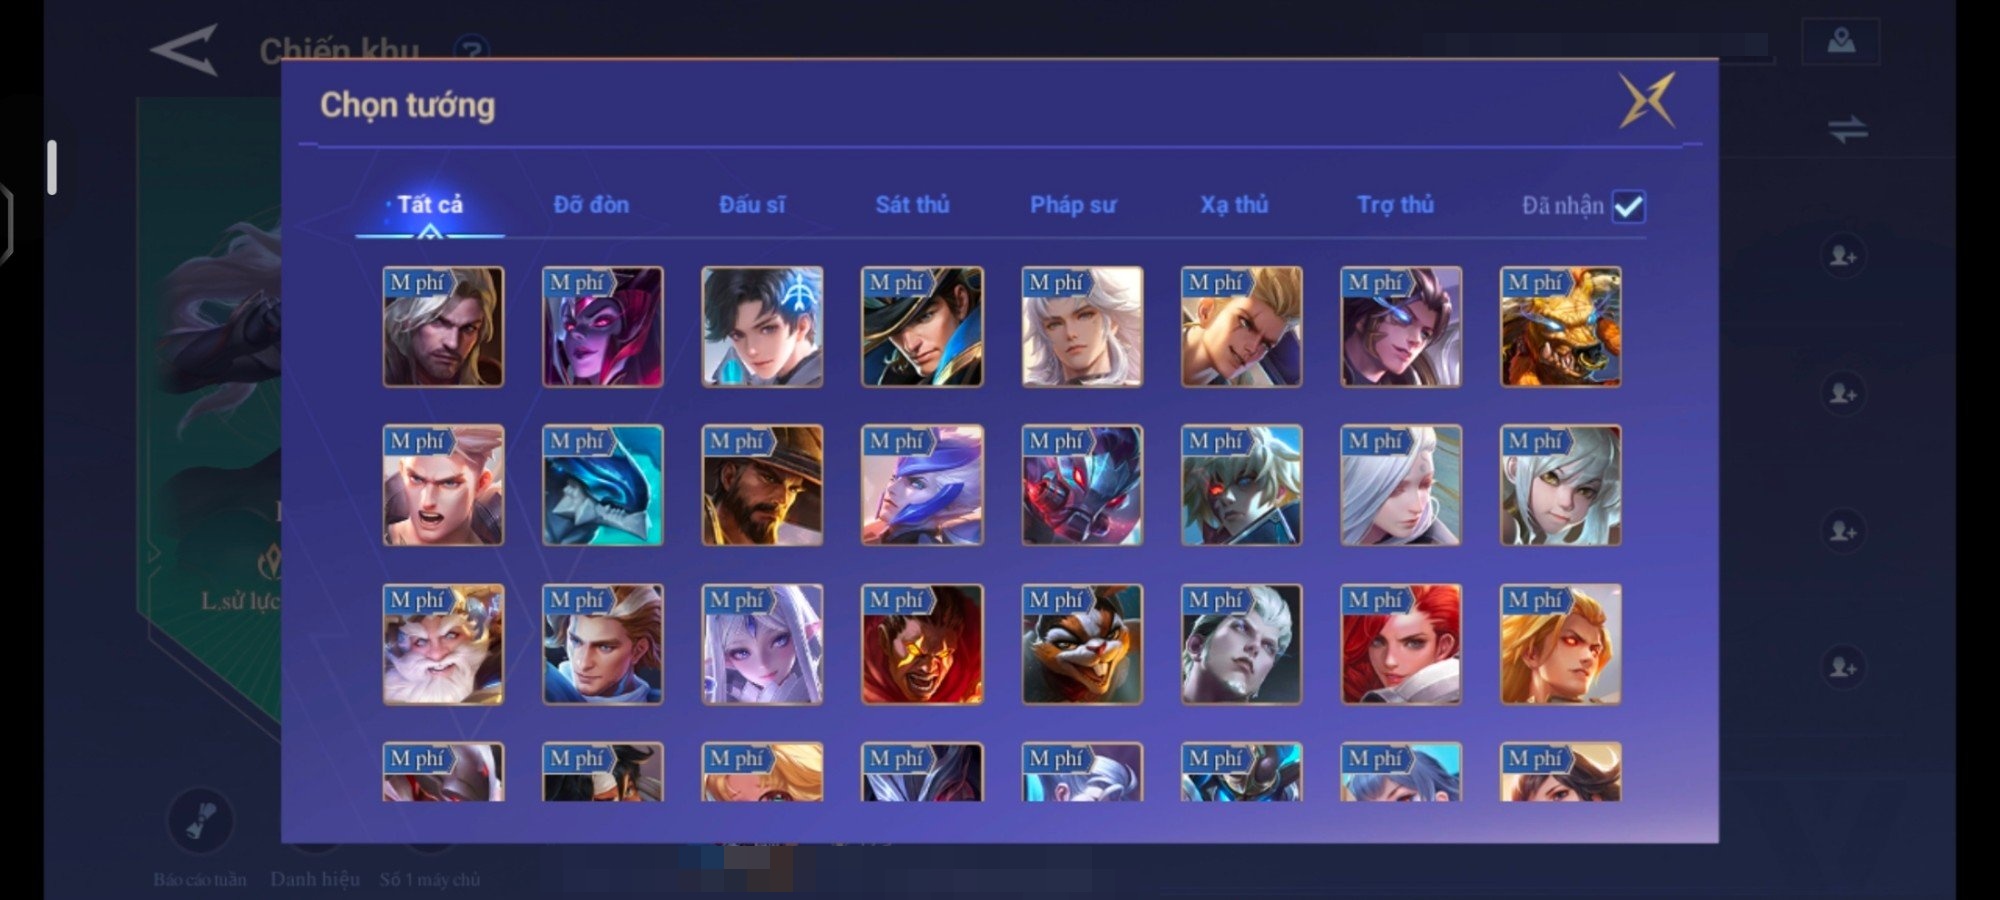 Chiến khu ?
Chọn tướng
Tất cả Đỡ đòn Đấu sĩ Sát thủ Pháp sư Xạ thủ Trợ thủ Đã nhận
M phí M phí M phí M phí M phí M phí M phí
M phí M phí M phí M phí M phí M phí M phí M phí
M phí M phí M phí M phí M phí M phí M phí M phí
M phí M phí M phí M phí M phí M phí M phí M phí
L.sử lực
Báo cáo tuần Danh hiệu Số 1 máy chủ